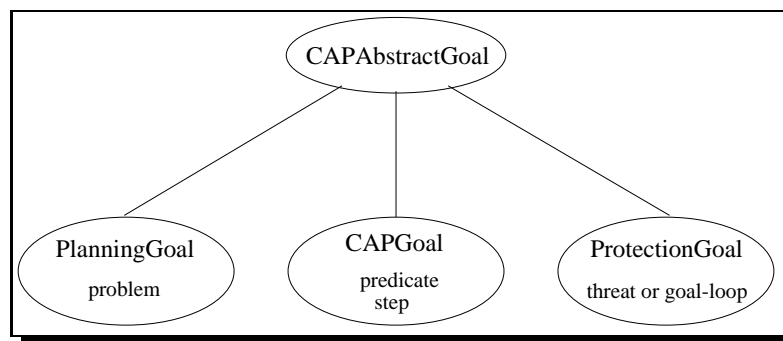 CAPAbstractGoal
PlanningGoal
problem
CAPGoal
predicate
step
ProtectionGoal
threat or goal-loop